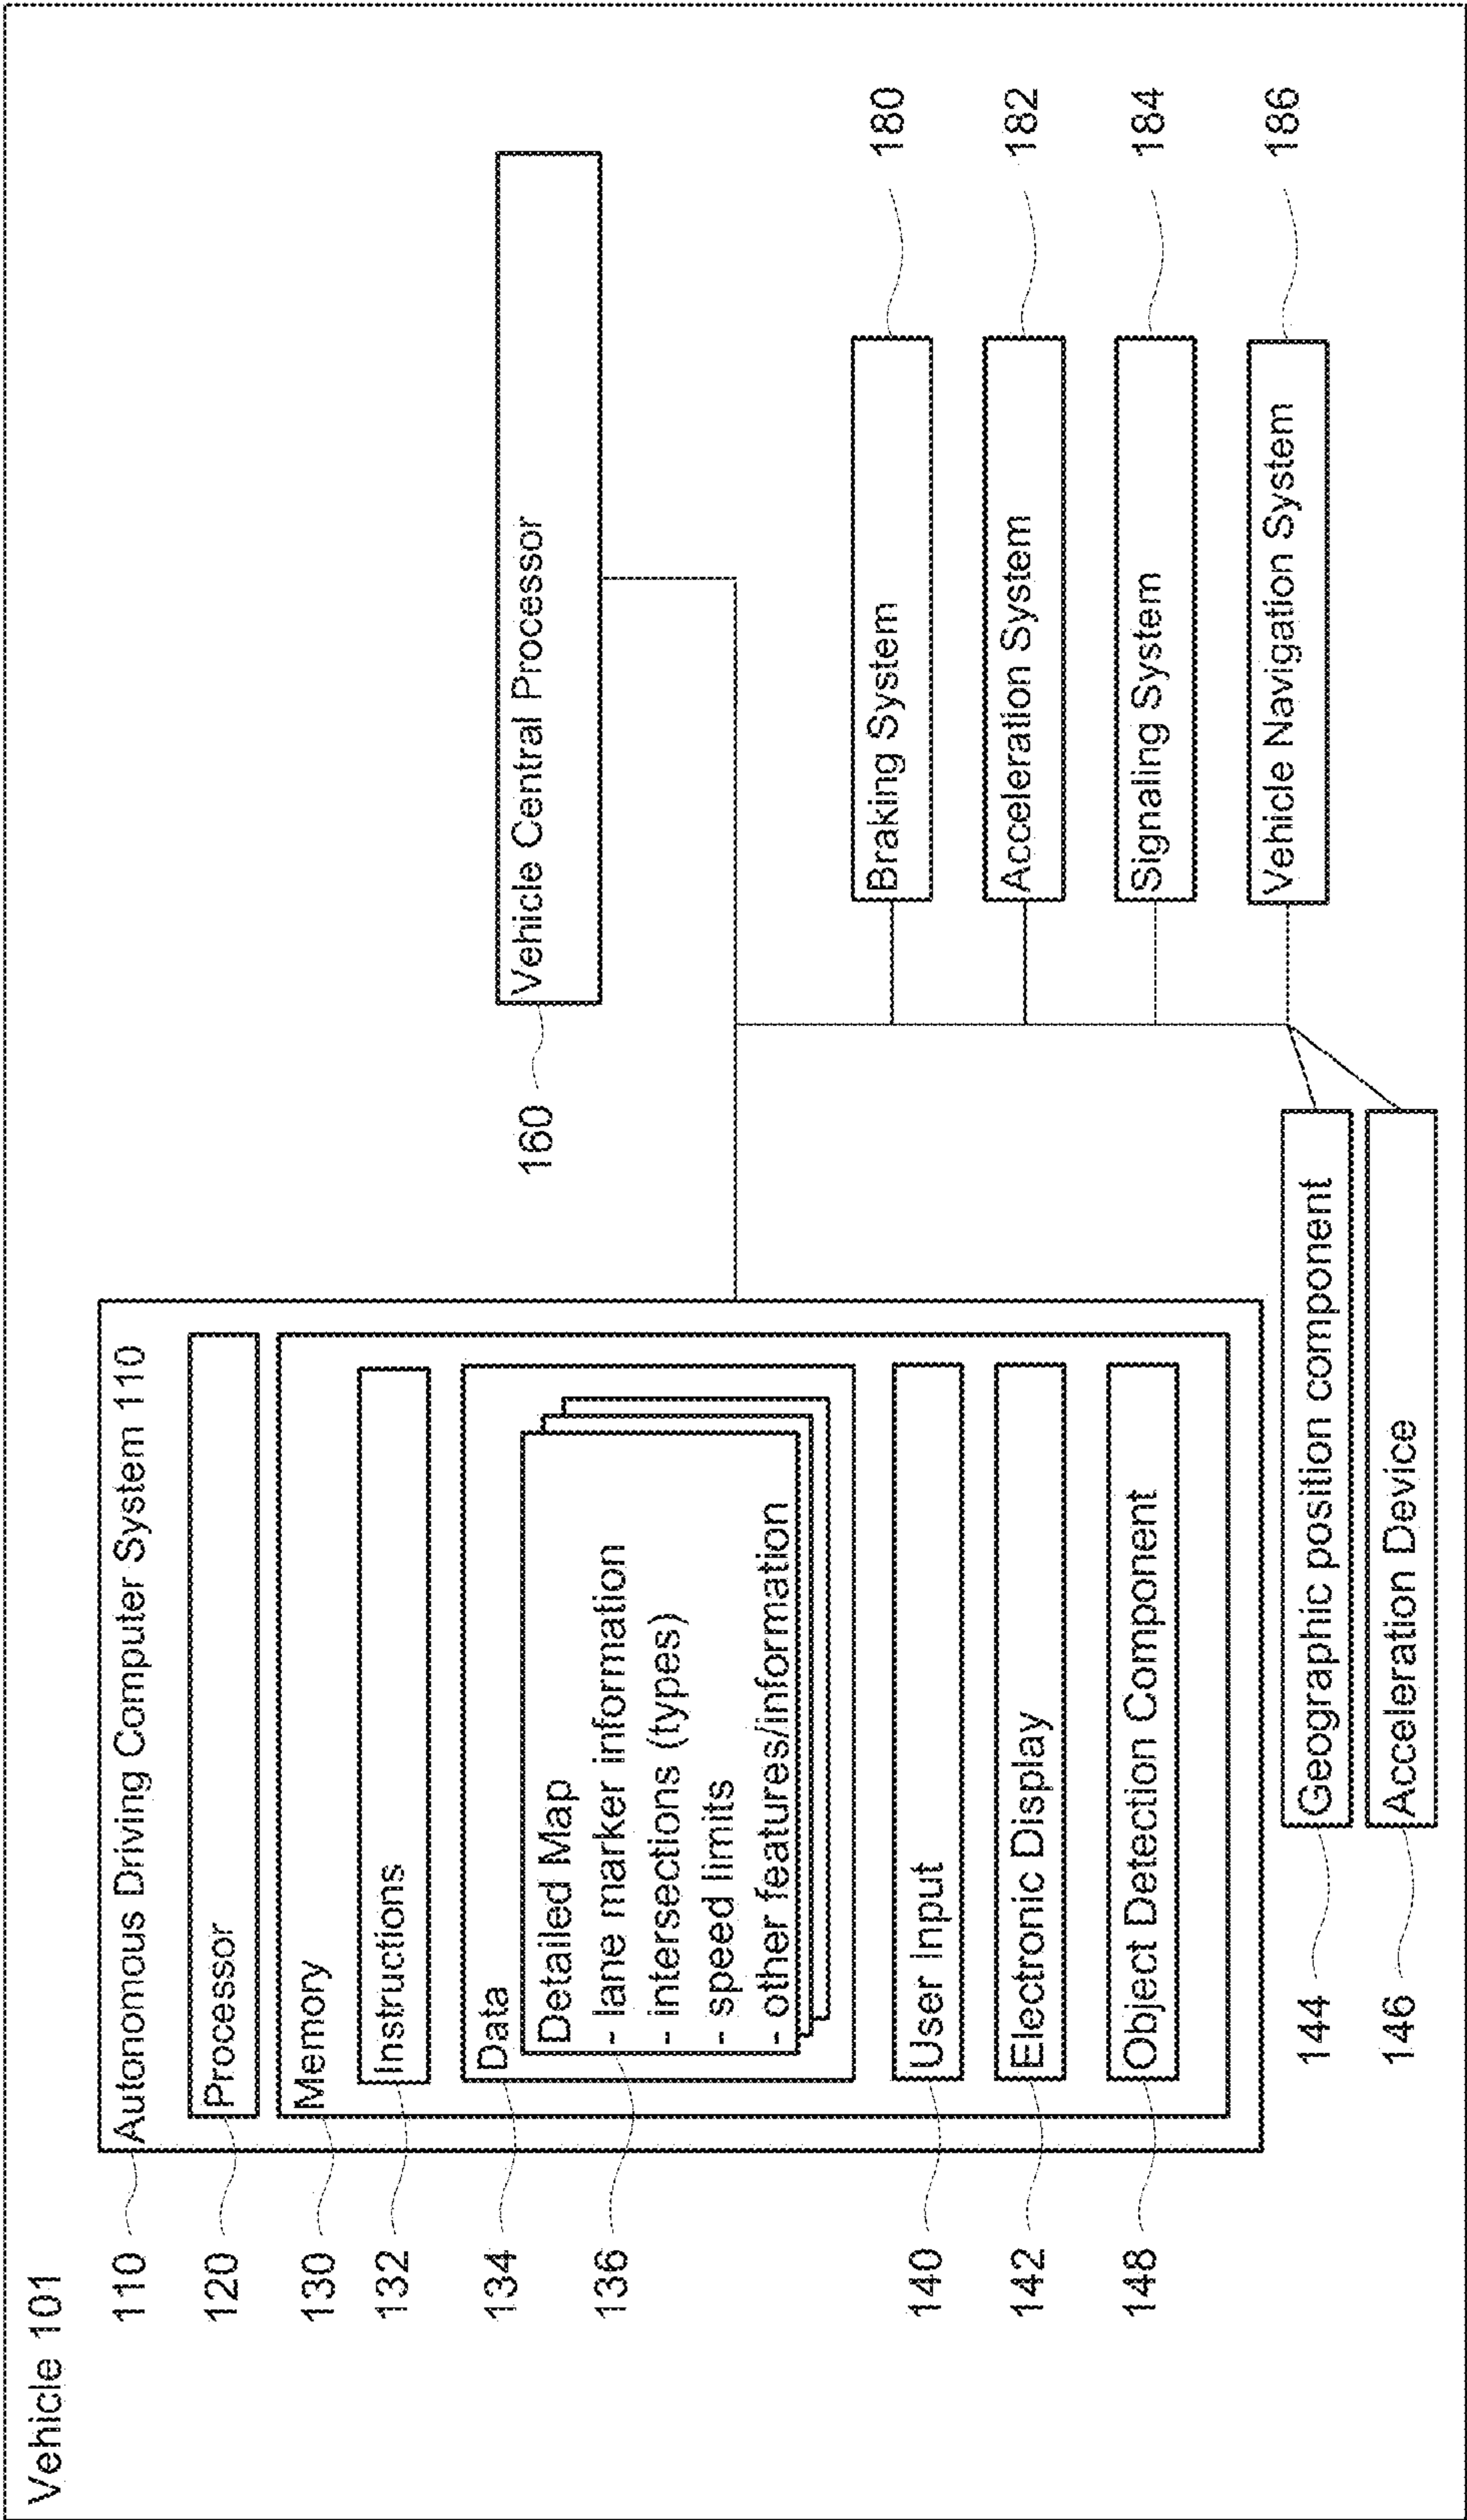 Vehicle 101
110
Autonomous Driving Computer System 110
120
Processor
130
Memory
132
Instructions
134
Data
136
Detailed Map
- lane marker information
- intersections (types)
- speed limits
- other features/information
140
User Input
142
Electronic Display
148
Object Detection Component
144
Geographic position component
146
Acceleration Device
160
Vehicle Central Processor
Braking System
180
Acceleration System
182
Signaling System
184
Vehicle Navigation System
186